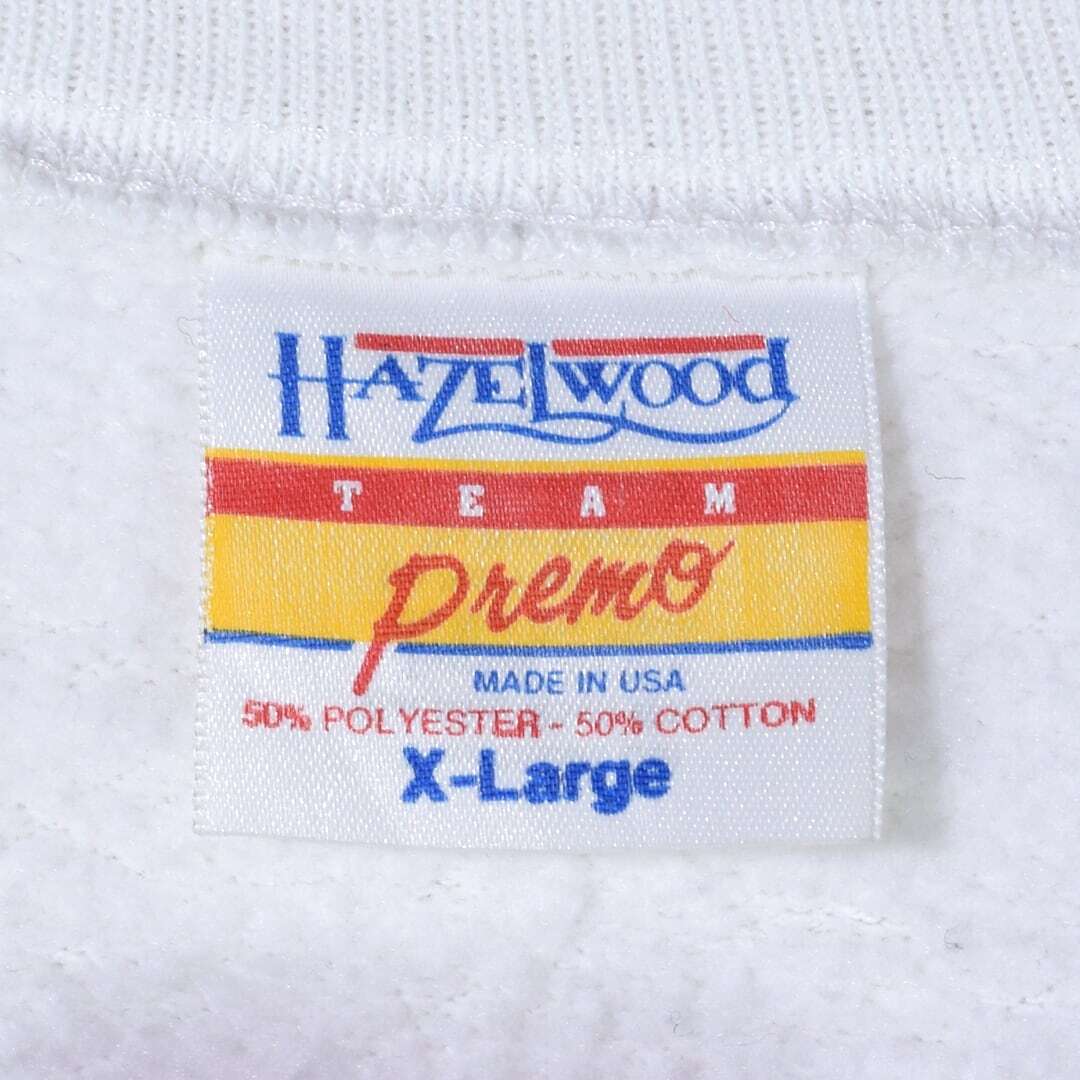 HAZELWOOD
TEAM
Premo
MADE IN USA
50% POLYESTER - 50% COTTON
X-Large